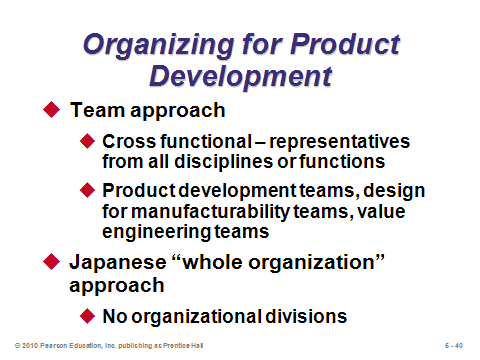 Organizing for Product
Development
Team approach
Cross functional – representatives
from all disciplines or functions
Product development teams, design
for manufacturability teams, value
engineering teams
Japanese “whole organization”
approach
No organizational divisions
© 2010 Pearson Education, Inc. publishing as Prentice Hall
5 - 40